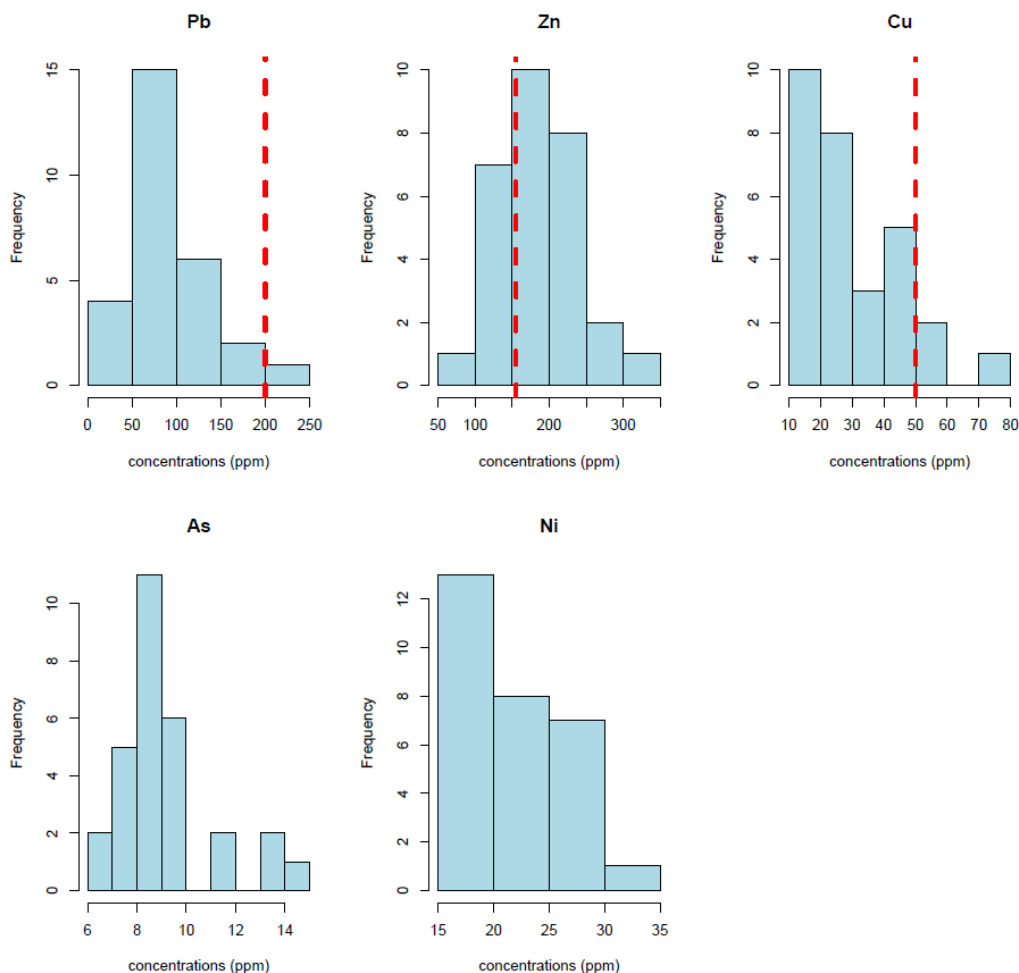 Pb
Zn
Cu
15
10
5
0
Frequency
0 50 100 150 200 250
concentrations (ppm)
10
8
6
4
2
0
Frequency
50 100 200 300
concentrations (ppm)
10
8
6
4
2
0
Frequency
10 20 30 40 50 60 70 80
concentrations (ppm)
As
Ni
10
8
6
4
2
0
Frequency
6 8 10 12 14
concentrations (ppm)
12
10
8
6
4
2
0
Frequency
15 20 25 30 35
concentrations (ppm)